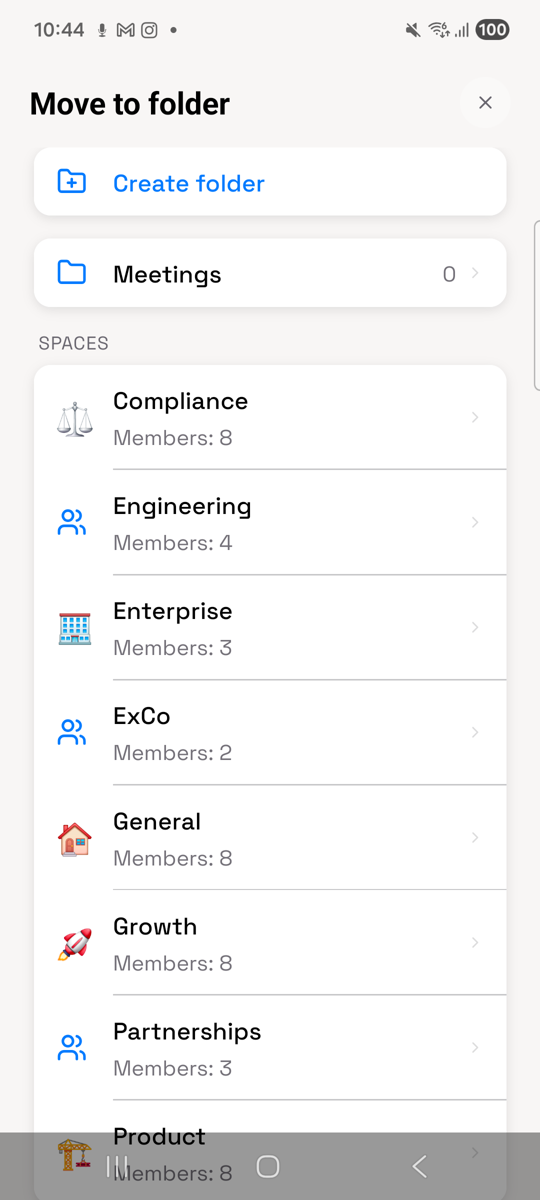 10:44
100
Move to folder
Create folder
Meetings 0
SPACES
Compliance
Members: 8
Engineering
Members: 4
Enterprise
Members: 3
ExCo
Members: 2
General
Members: 8
Growth
Members: 8
Partnerships
Members: 3
Product
Members: 8